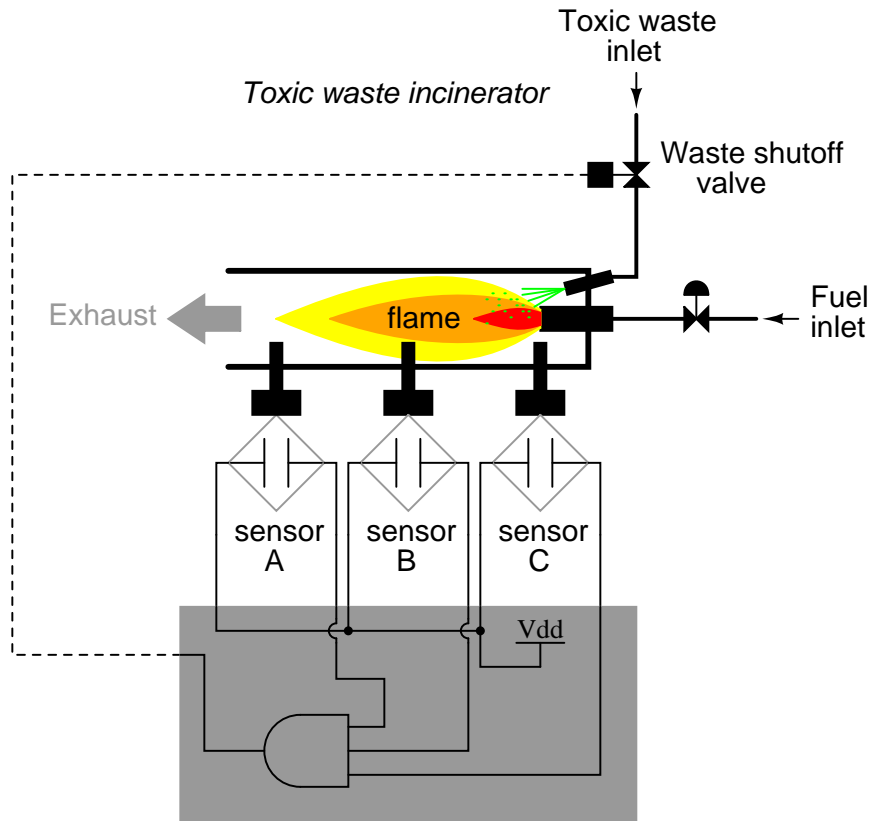 Toxic waste
inlet
Toxic waste incinerator
Waste shutoff
valve
Exhaust
flame
Fuel
inlet
sensor
A
sensor
B
sensor
C
Vdd